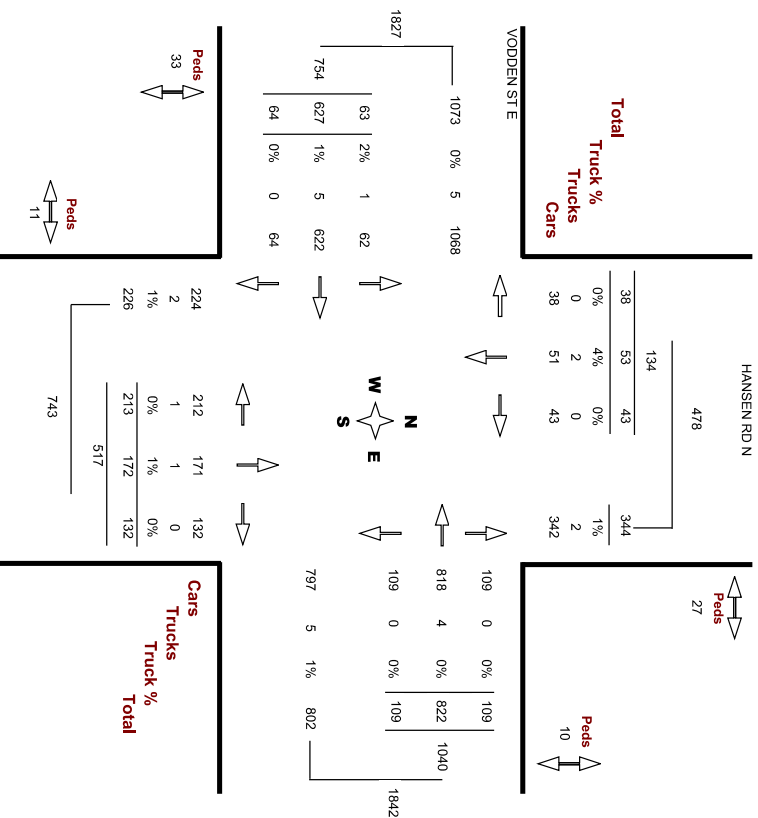 HANSEN RD N
478
134
38 53 43
0% 4% 0%
0 2 0
38 51 43
344
1%
2
342
Total
Truck %
Trucks
Cars
VODDEN ST E
1827
1073 0% 5 1068
754
63 2% 1 62
627 1% 5 622
64 0% 0 64
Peds
33
Peds
11
Peds
27
Peds
10
N
W
E
S
109 0 0% 109
818 4 0% 822
109 0 0% 109
1040
797 5 1% 802
1842
224
2
1%
226
212 171 132
1 1 0
0% 1% 0%
213 172 132
517
743
Cars
Trucks
Truck %
Total